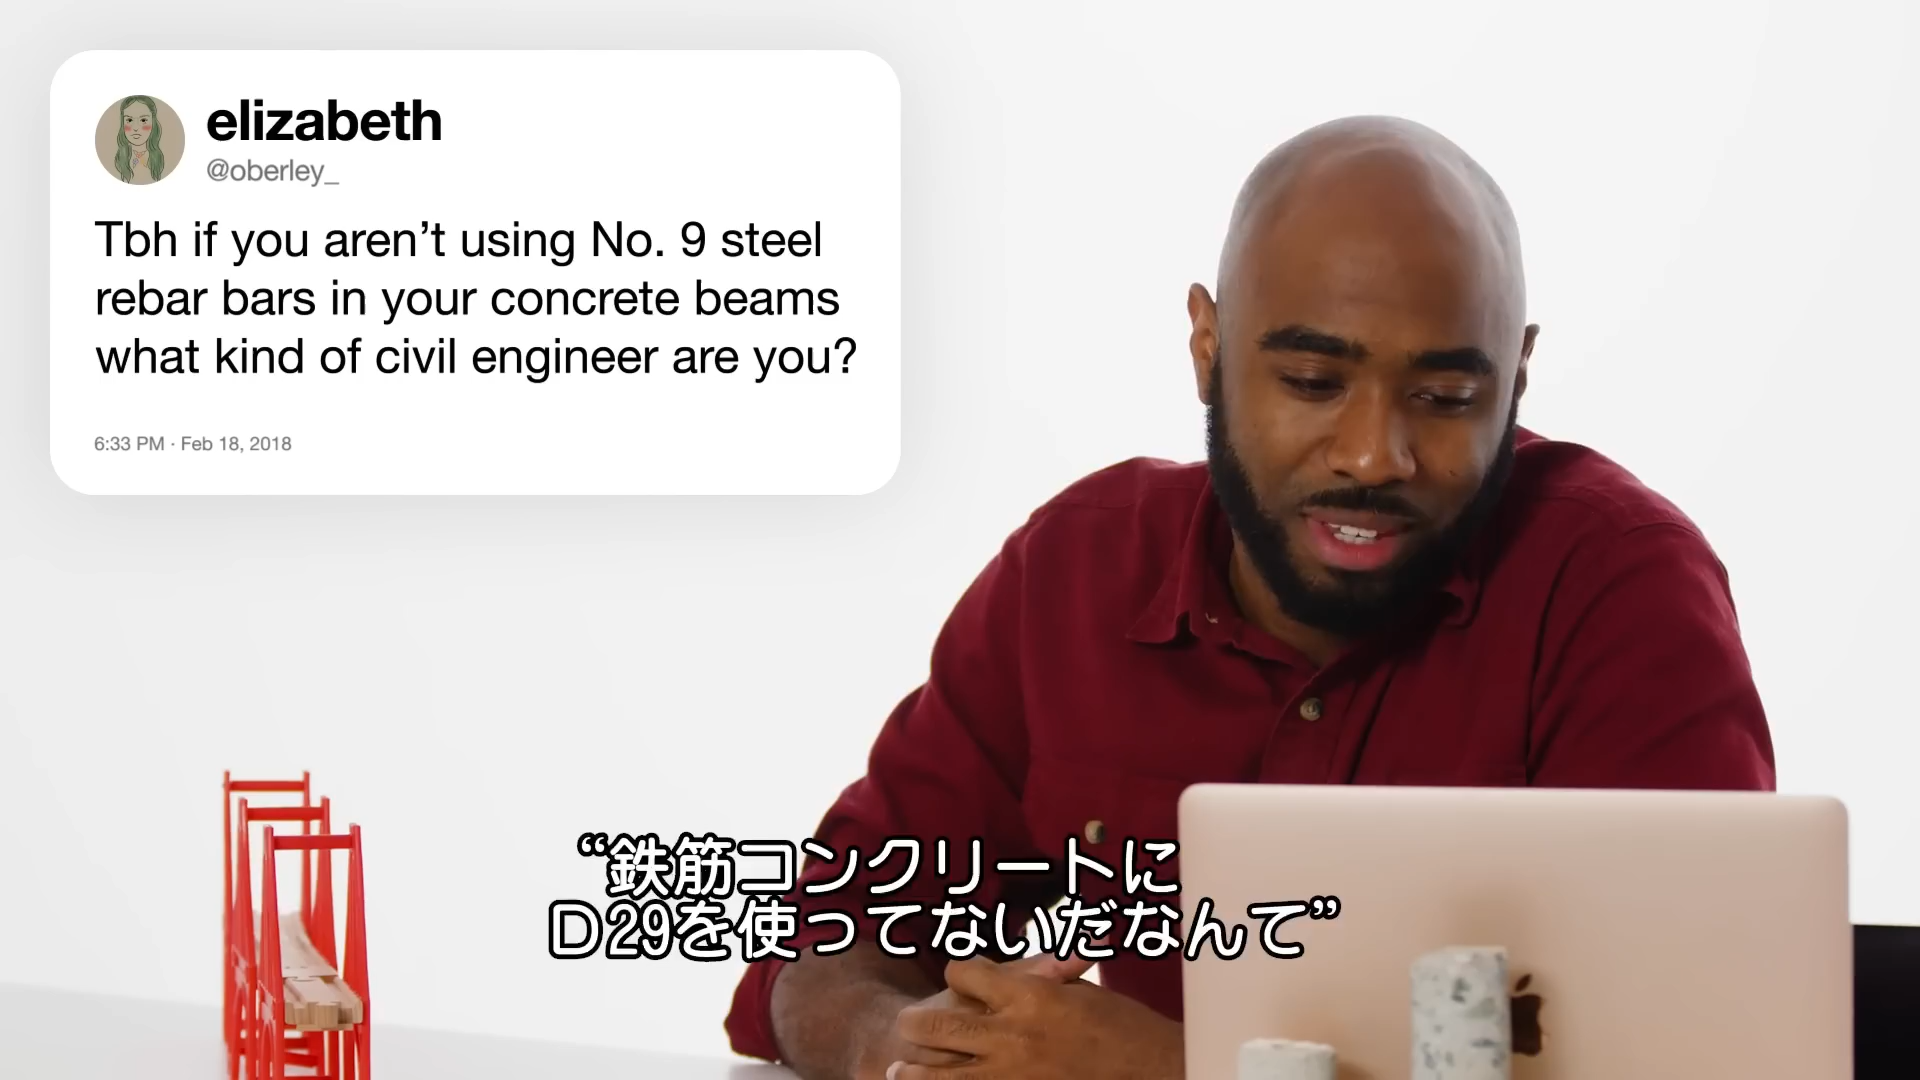 elizabeth
@oberley_
Tbh if you aren’t using No. 9 steel
rebar bars in your concrete beams
what kind of civil engineer are you?
6:33 PM · Feb 18, 2018
“鉄筋コンクリートに
D29を使ってないだなんて”